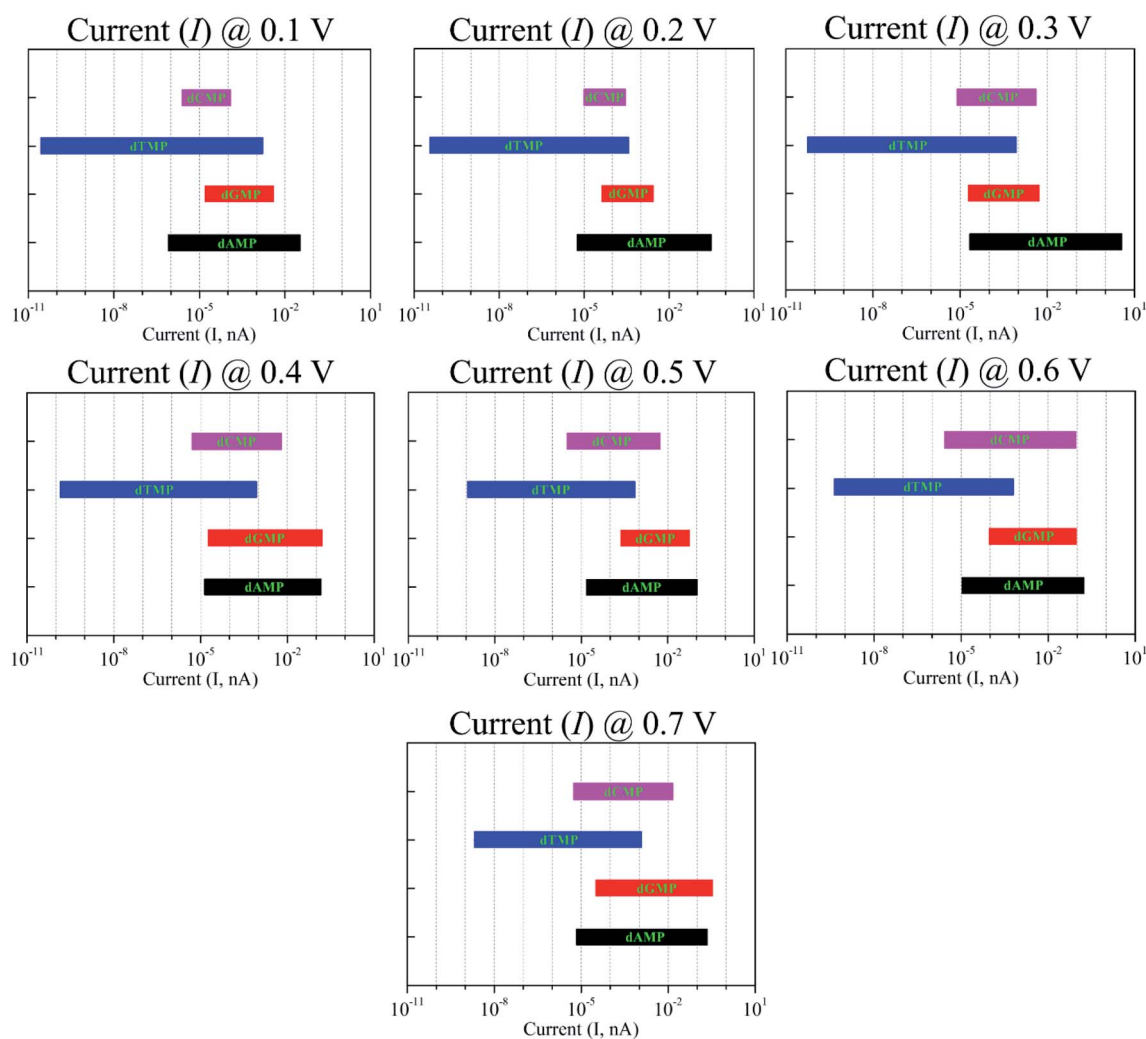 Current (I) @ 0.1 V
dCMP
dTMP
dGMP
dAMP
10⁻¹¹ 10⁻⁸ 10⁻⁵ 10⁻² 10¹
Current (I, nA)
Current (I) @ 0.2 V
dCMP
dTMP
dGMP
dAMP
10⁻¹¹ 10⁻⁸ 10⁻⁵ 10⁻² 10¹
Current (I, nA)
Current (I) @ 0.3 V
dCMP
dTMP
dGMP
dAMP
10⁻¹¹ 10⁻⁸ 10⁻⁵ 10⁻² 10¹
Current (I, nA)
Current (I) @ 0.4 V
dCMP
dTMP
dGMP
dAMP
10⁻¹¹ 10⁻⁸ 10⁻⁵ 10⁻² 10¹
Current (I, nA)
Current (I) @ 0.5 V
dCMP
dTMP
dGMP
dAMP
10⁻¹¹ 10⁻⁸ 10⁻⁵ 10⁻² 10¹
Current (I, nA)
Current (I) @ 0.6 V
dCMP
dTMP
dGMP
dAMP
10⁻¹¹ 10⁻⁸ 10⁻⁵ 10⁻² 10¹
Current (I, nA)
Current (I) @ 0.7 V
dCMP
dTMP
dGMP
dAMP
10⁻¹¹ 10⁻⁸ 10⁻⁵ 10⁻² 10¹
Current (I, nA)